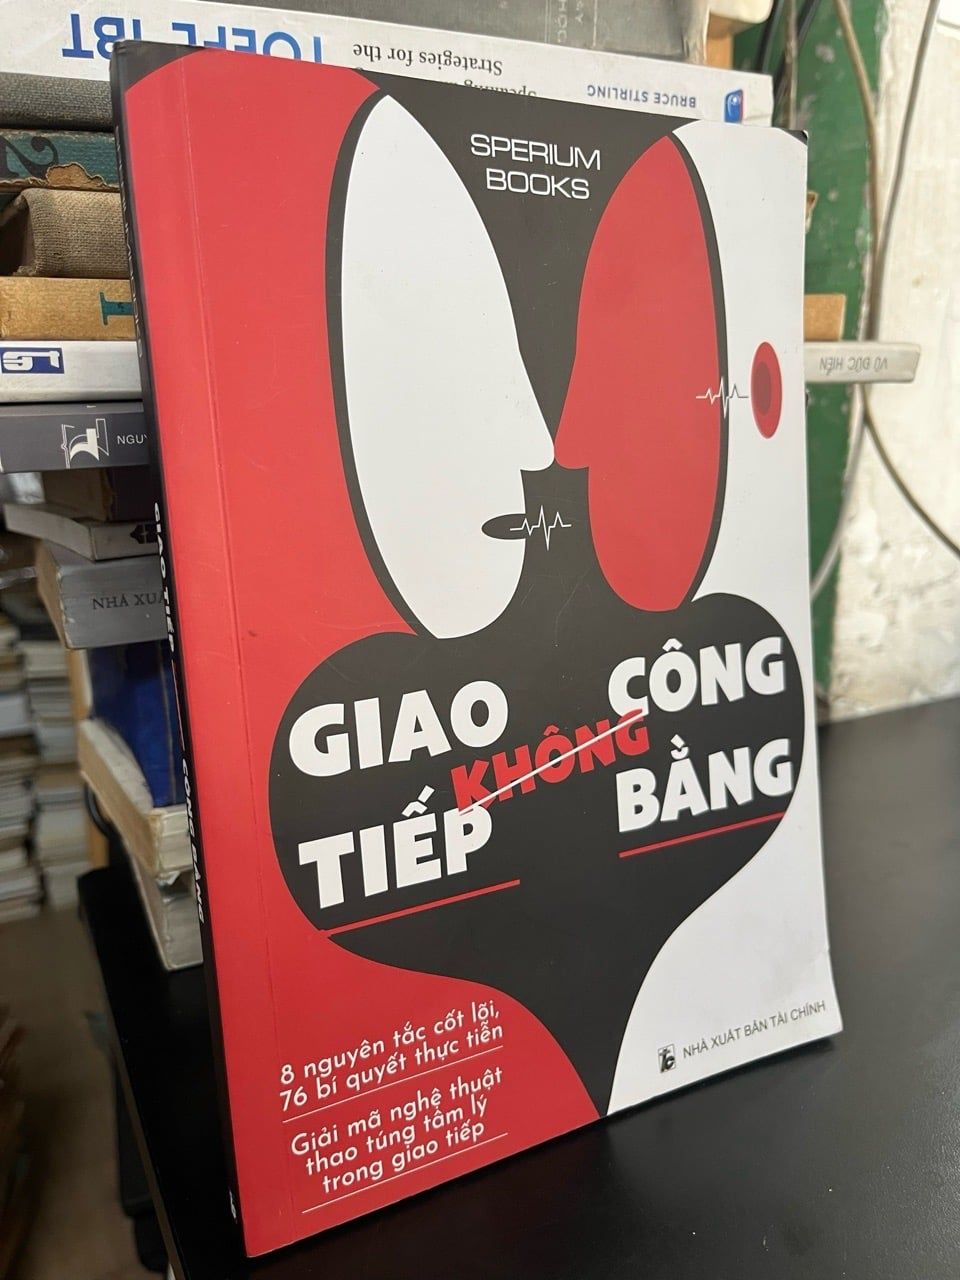 TOEFL IBT
Strategies for the
BRUCE STIRLING
SPERIUM
BOOKS
VŨ ĐỨC HIỂN
NHÀ XUẤ
GIAO TIẾP CÔNG BẰNG
GIAO
TIẾP
KHÔNG
CÔNG
BẰNG
8 nguyên tắc cốt lõi,
76 bí quyết thực tiễn
Giải mã nghệ thuật
thao túng tâm lý
trong giao tiếp
NHÀ XUẤT BẢN TÀI CHÍNH